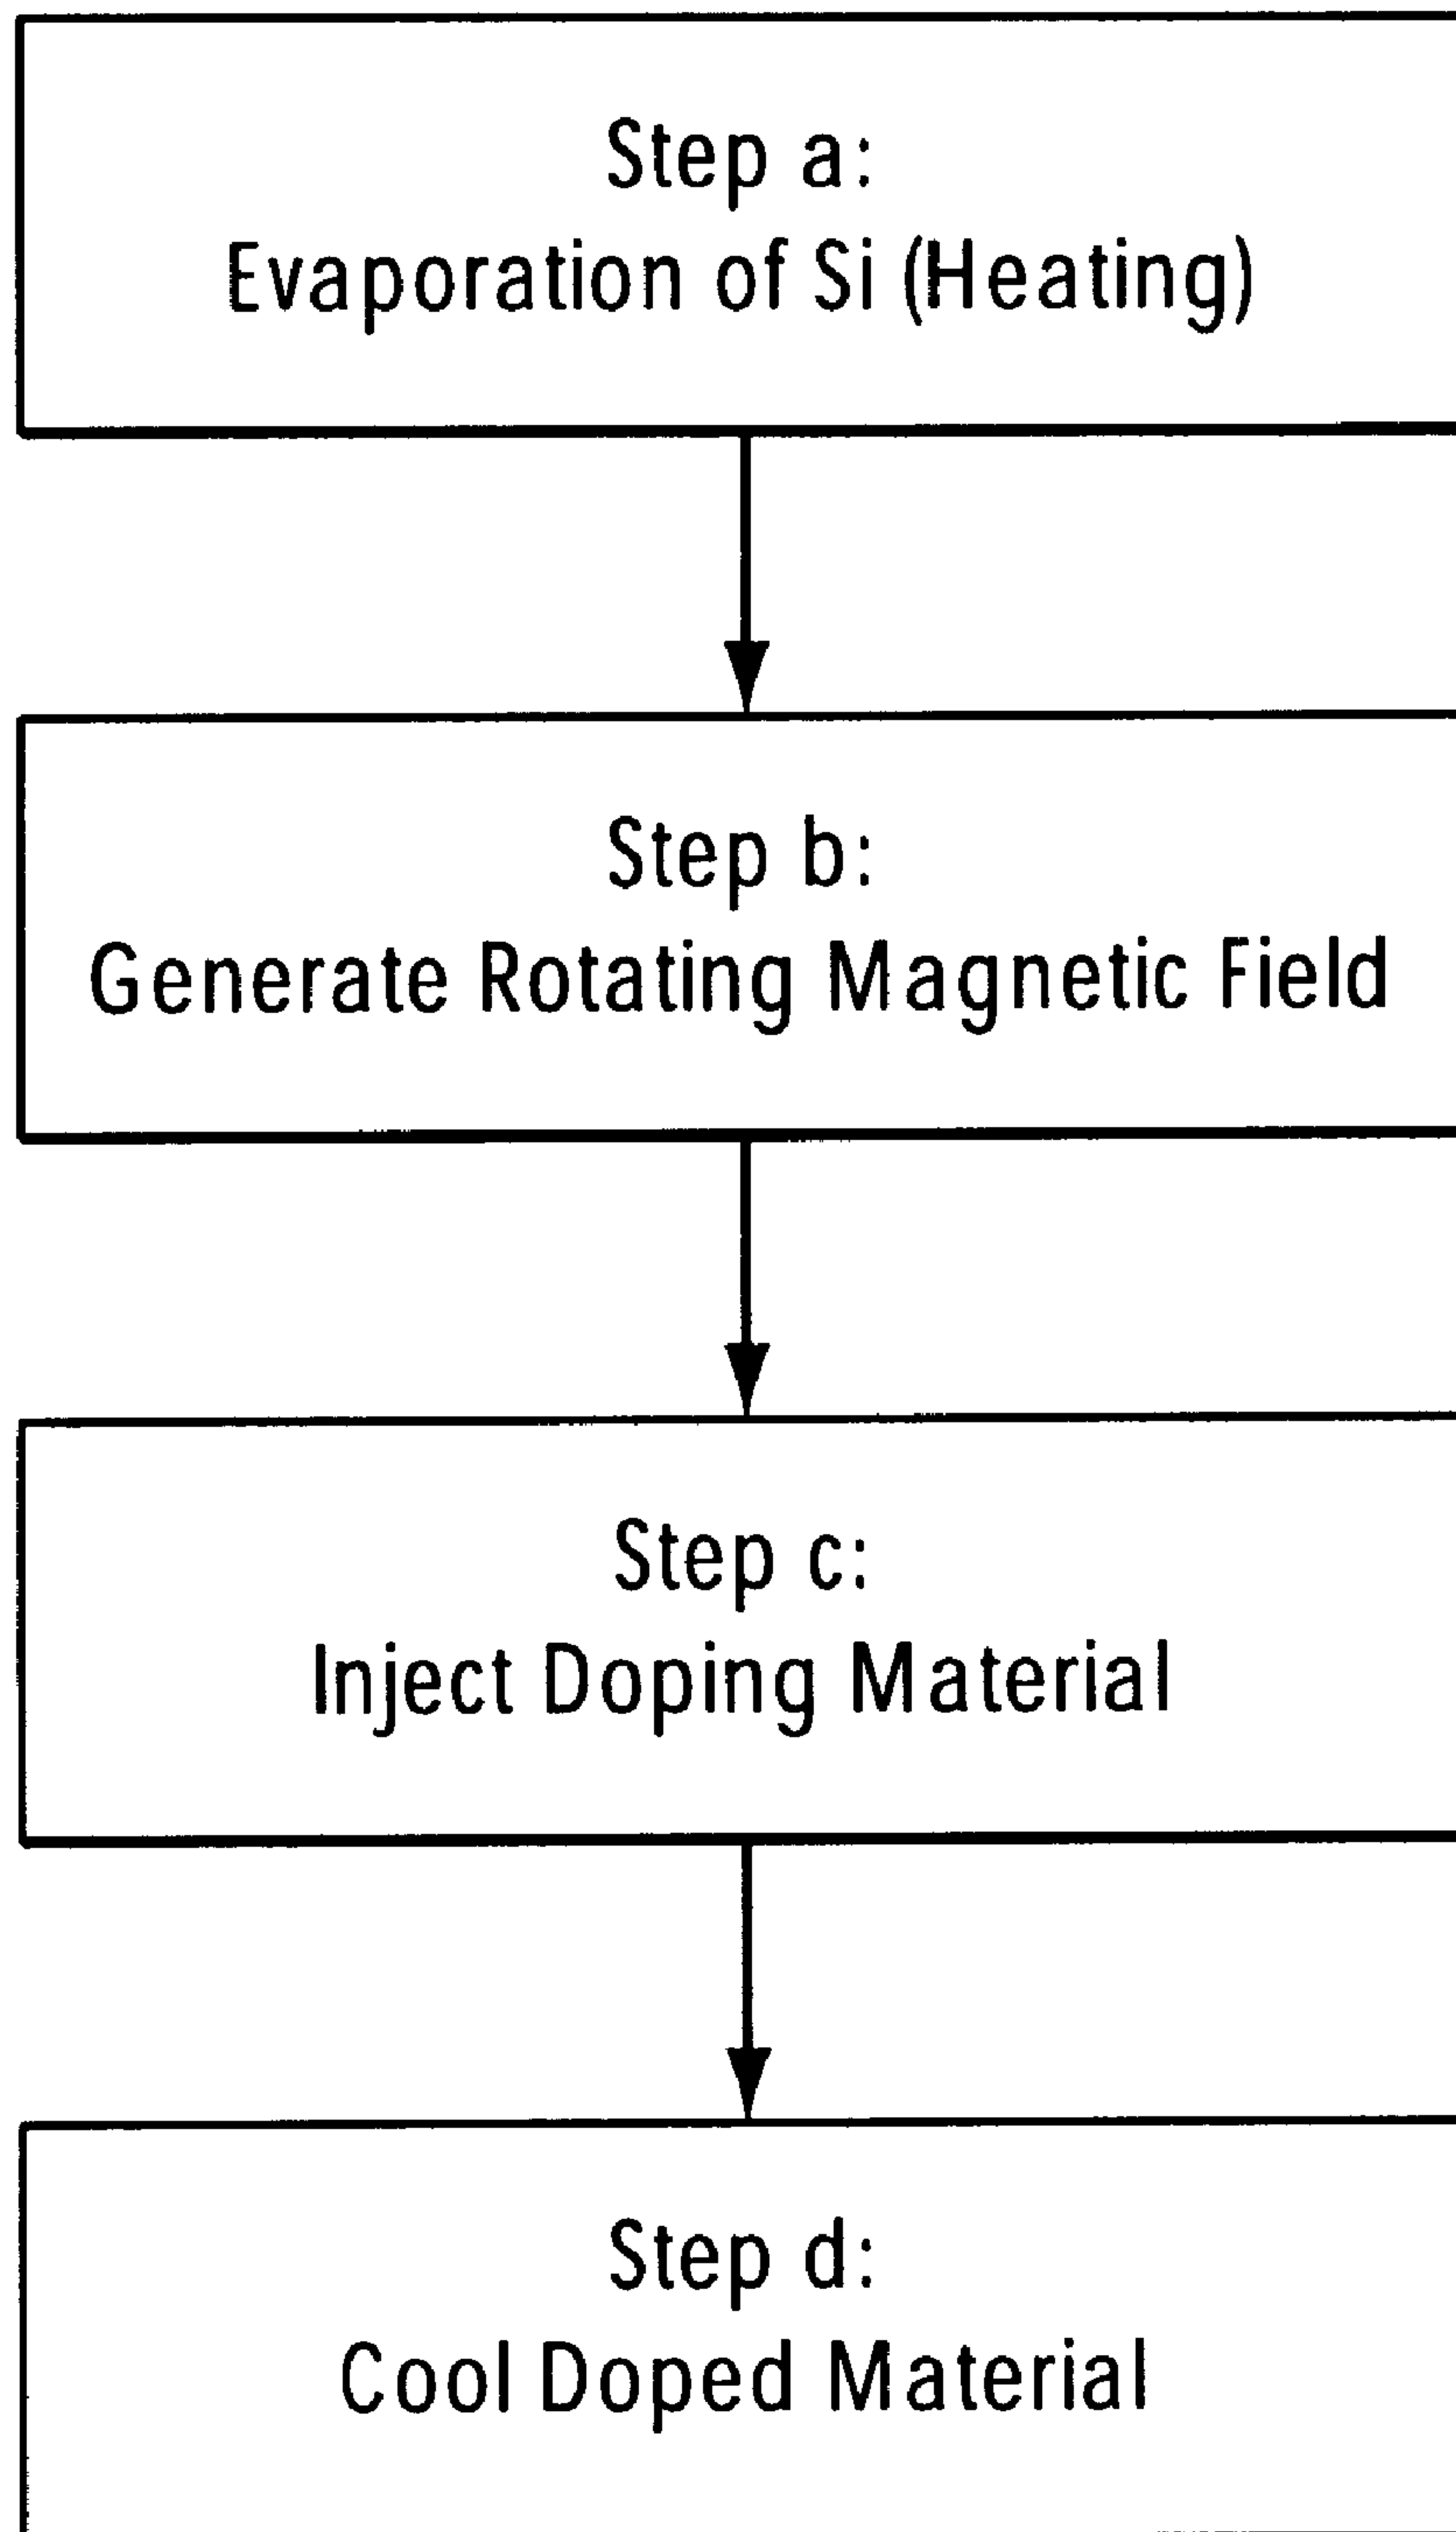 Step a:
Evaporation of Si (Heating)
Step b:
Generate Rotating Magnetic Field
Step c:
Inject Doping Material
Step d:
Cool Doped Material